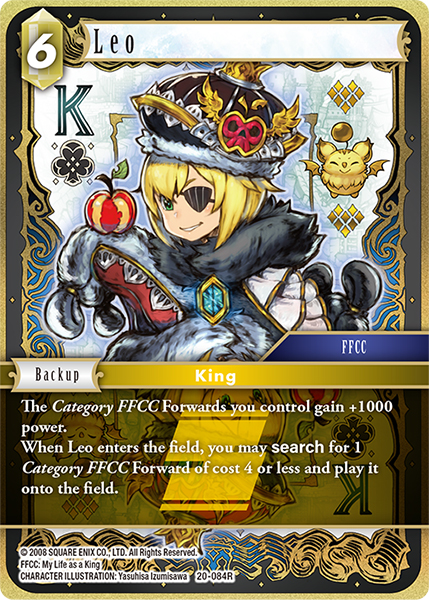 6
Leo
K
FFCC
Backup
King
The Category FFCC Forwards you control gain +1000
power.
When Leo enters the field, you may search for 1
Category FFCC Forward of cost 4 or less and play it
onto the field.
K
© 2008 SQUARE ENIX CO., LTD. All Rights Reserved.
FFCC: My Life as a King
CHARACTER ILLUSTRATION: Yasuhisa Izumisawa 20-084R